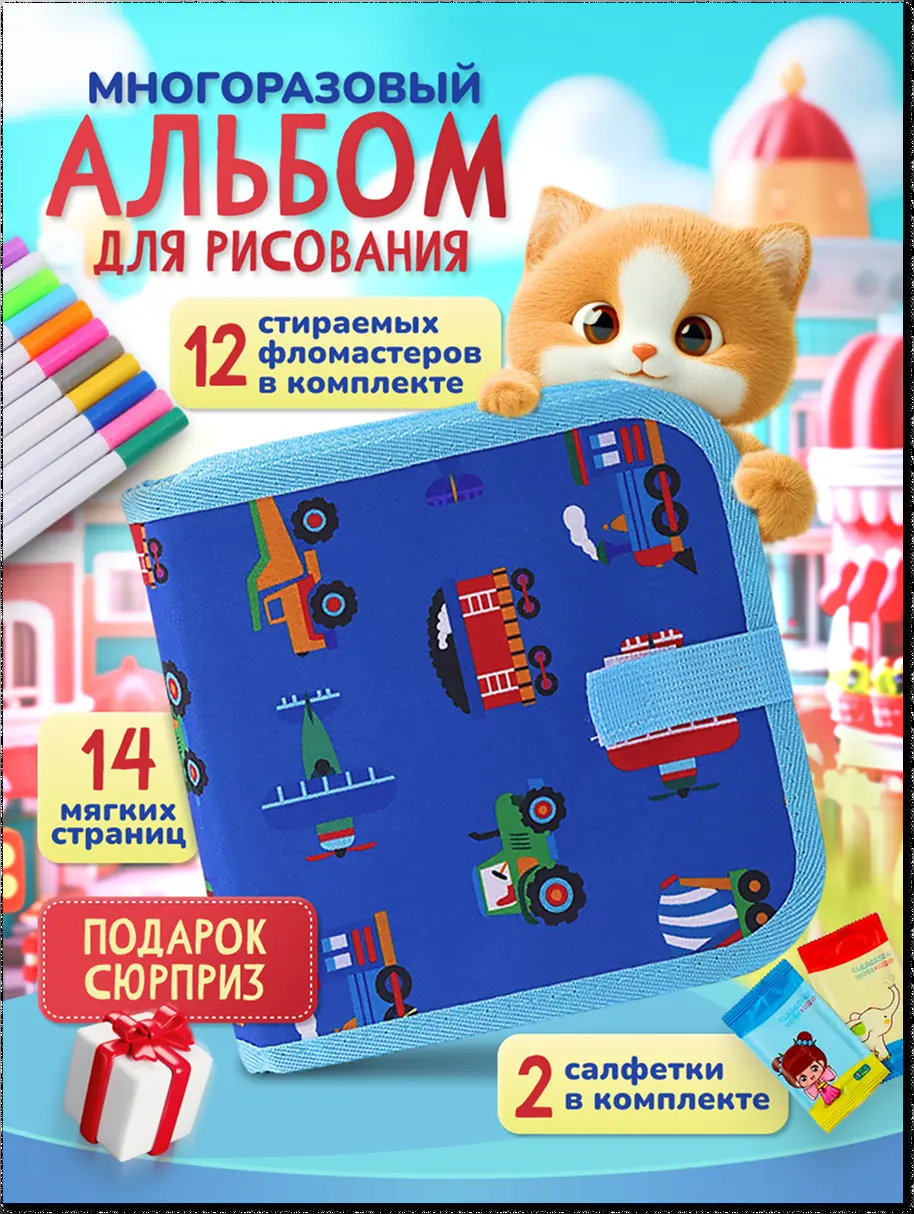 МНОГОРАЗОВЫЙ
АЛЬБОМ
ДЛЯ РИСОВАНИЯ
12
стираемых
фломастеров
в комплекте
14
мягких
страниц
ПОДАРОК
СЮРПРИЗ
2
салфетки
в комплекте